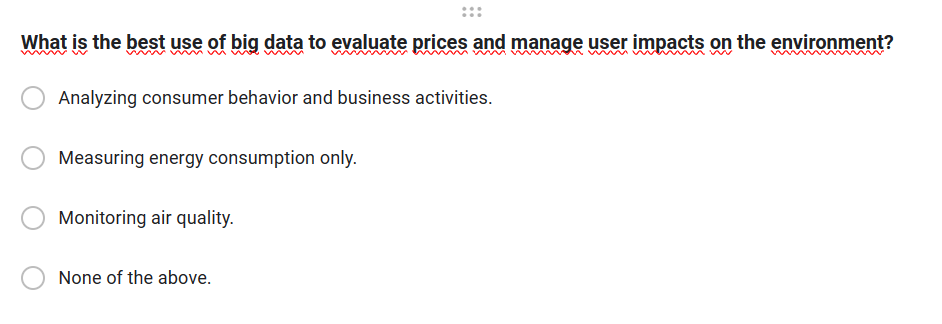 What is the best use of big data to evaluate prices and manage user impacts on the environment?
Analyzing consumer behavior and business activities.
Measuring energy consumption only.
Monitoring air quality.
None of the above.